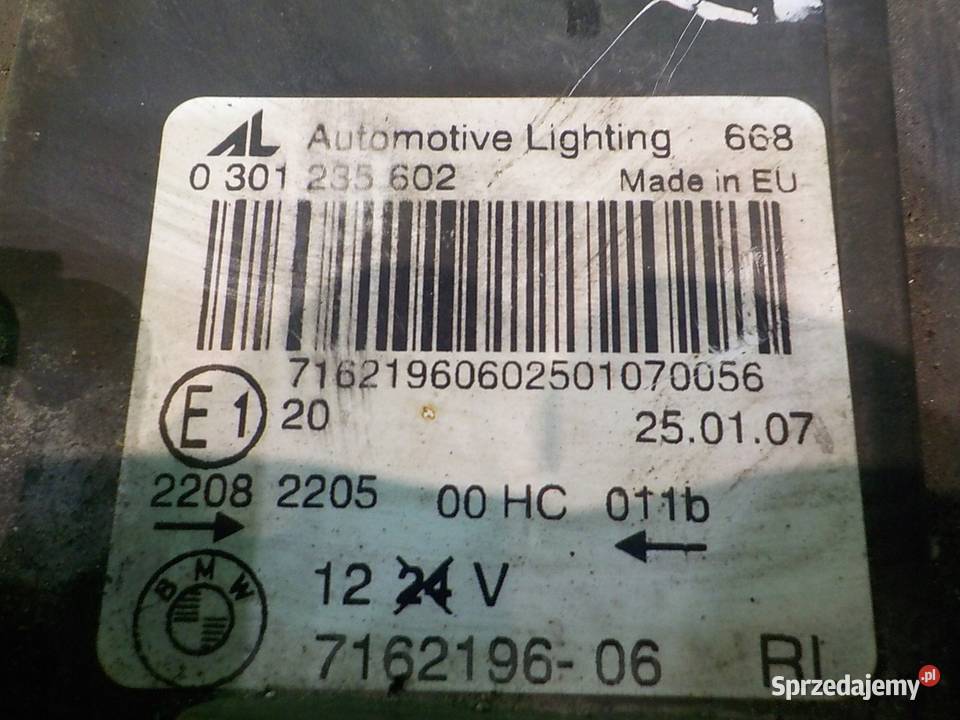 AL Automotive Lighting 668
0 301 235 602 Made in EU
71621960602501070056
E1 20 25.01.07
2208 2205 00 HC 011b
BMW 12 24 V
7162196-06 RI
Sprzedajemy.pl